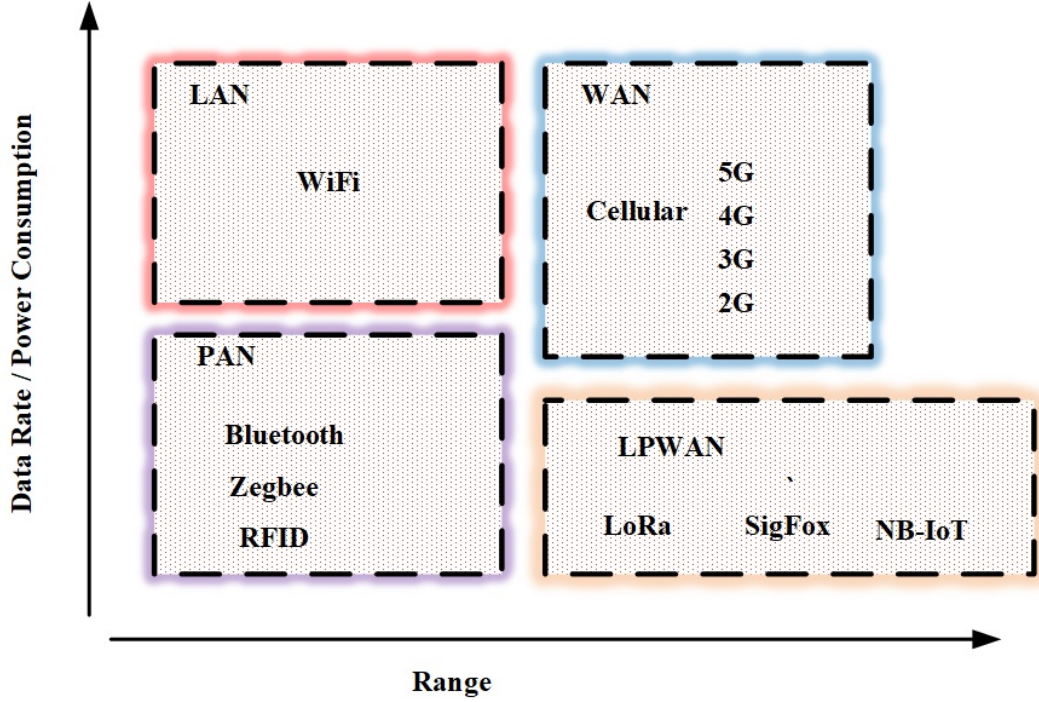 Data Rate / Power Consumption
LAN
WiFi
WAN
Cellular
5G
4G
3G
2G
PAN
Bluetooth
Zegbee
RFID
LPWAN
`
LoRa SigFox NB-IoT
Range